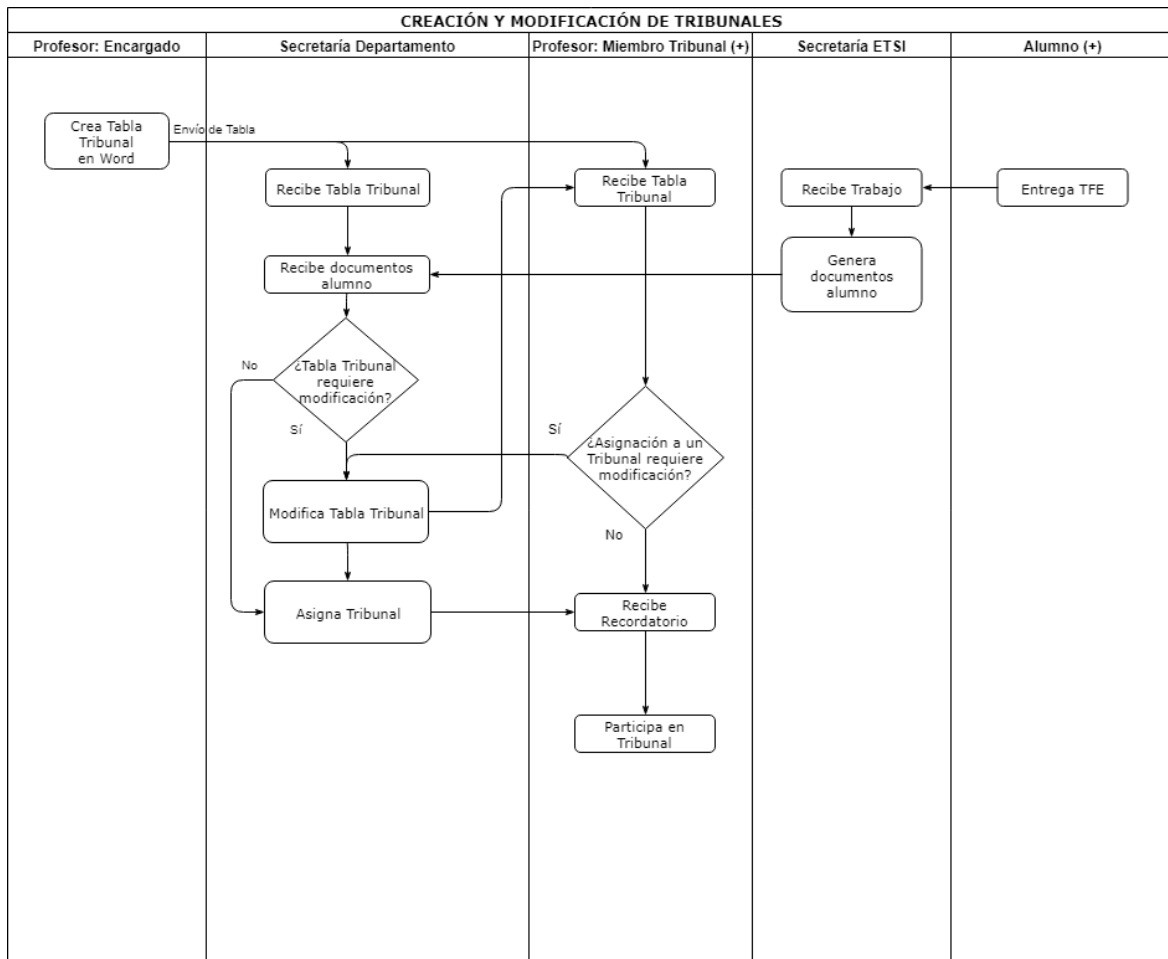 CREACIÓN Y MODIFICACIÓN DE TRIBUNALES
Profesor: Encargado
Secretaría Departamento
Profesor: Miembro Tribunal (+)
Secretaría ETSI
Alumno (+)
Crea Tabla
Tribunal
en Word
Envío de Tabla
Recibe Tabla Tribunal
Recibe Tabla
Tribunal
Recibe Trabajo
Entrega TFE
Recibe documentos
alumno
Genera
documentos
alumno
No
¿Tabla Tribunal
requiere
modificación?
Sí
Sí
¿Asignación a un
Tribunal requiere
modificación?
Modifica Tabla Tribunal
No
Asigna Tribunal
Recibe
Recordatorio
Participa en
Tribunal